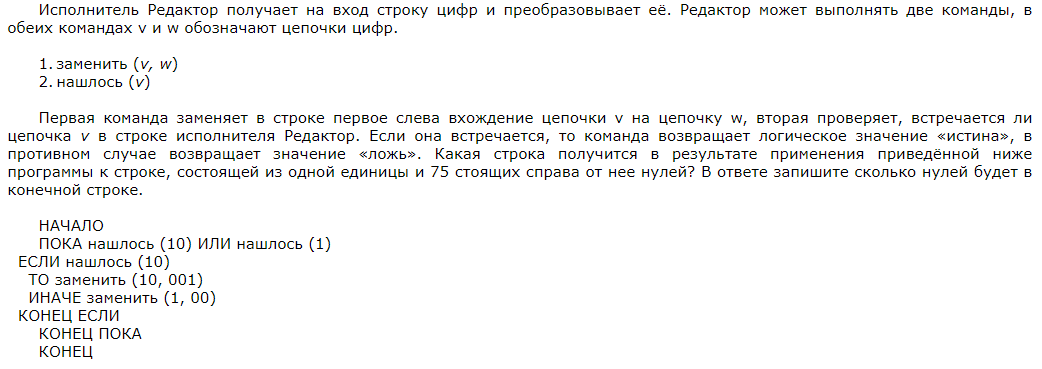 Исполнитель Редактор получает на вход строку цифр и преобразовывает её. Редактор может выполнять две команды, в
обеих командах v и w обозначают цепочки цифр.
1. заменить (v, w)
2. нашлось (v)
Первая команда заменяет в строке первое слева вхождение цепочки v на цепочку w, вторая проверяет, встречается ли
цепочка v в строке исполнителя Редактор. Если она встречается, то команда возвращает логическое значение «истина», в
противном случае возвращает значение «ложь». Какая строка получится в результате применения приведённой ниже
программы к строке, состоящей из одной единицы и 75 стоящих справа от нее нулей? В ответе запишите сколько нулей будет в
конечной строке.
НАЧАЛО
ПОКА нашлось (10) ИЛИ нашлось (1)
ЕСЛИ нашлось (10)
ТО заменить (10, 001)
ИНАЧЕ заменить (1, 00)
КОНЕЦ ЕСЛИ
КОНЕЦ ПОКА
КОНЕЦ